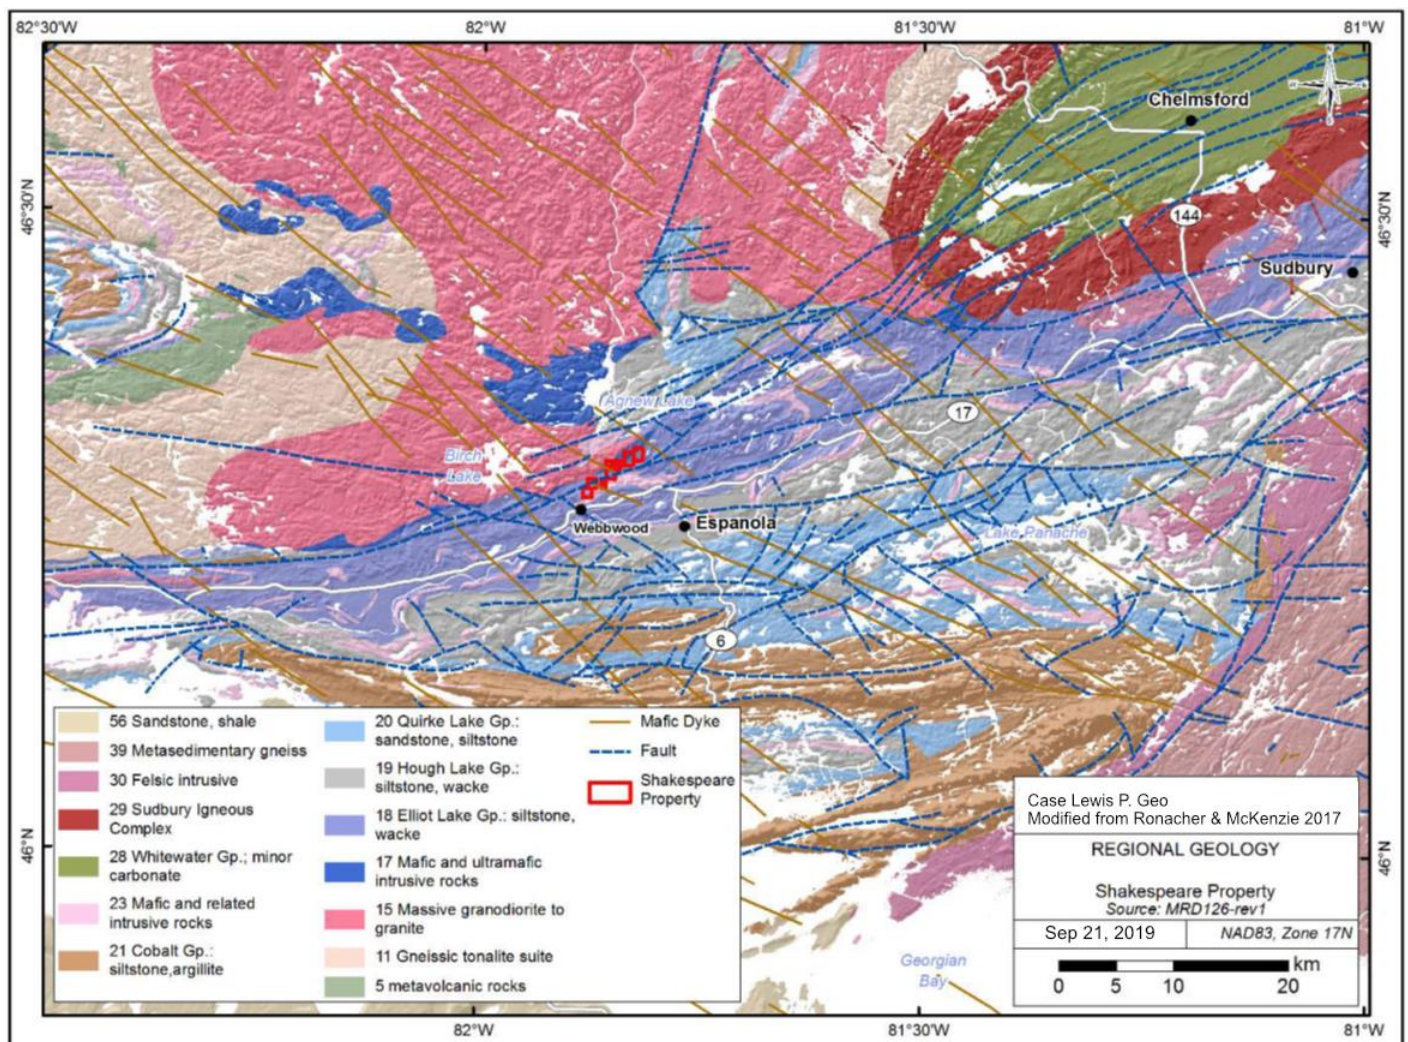 82°30'W
82°W
81°30'W
81°W
46°30'N
46°30'N
Chelmsford
144
Sudbury
Agnew Lake
17
Birch
Lake
Webbwood
Espanola
Lake Panache
6
46°N
46°N
56 Sandstone, shale
39 Metasedimentary gneiss
30 Felsic intrusive
29 Sudbury Igneous
Complex
28 Whitewater Gp.; minor
carbonate
23 Mafic and related
intrusive rocks
21 Cobalt Gp.:
siltstone,argillite
20 Quirke Lake Gp.:
sandstone, siltstone
19 Hough Lake Gp.:
siltstone, wacke
18 Elliot Lake Gp.: siltstone,
wacke
17 Mafic and ultramafic
intrusive rocks
15 Massive granodiorite to
granite
11 Gneissic tonalite suite
5 metavolcanic rocks
Mafic Dyke
Fault
Shakespeare
Property
Georgian
Bay
Case Lewis P. Geo
Modified from Ronacher & McKenzie 2017
REGIONAL GEOLOGY
Shakespeare Property
Source: MRD126-rev1
Sep 21, 2019
NAD83, Zone 17N
km
0 5 10 20
82°W
81°30'W
81°W